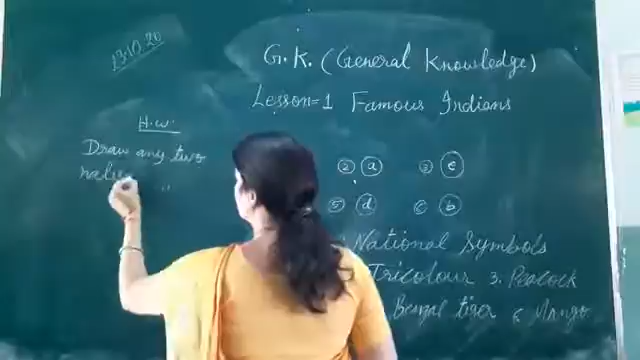 13.10.20
G.K. (General Knowledge)
Lesson=1 Famous Indians
H.W.
Draw any two
② ⓐ ③ ⓔ
⑤ ⓓ ⑥ ⓑ
National Symbols
Tricolour 3. Peacock
Bengal tiger 6 Mango